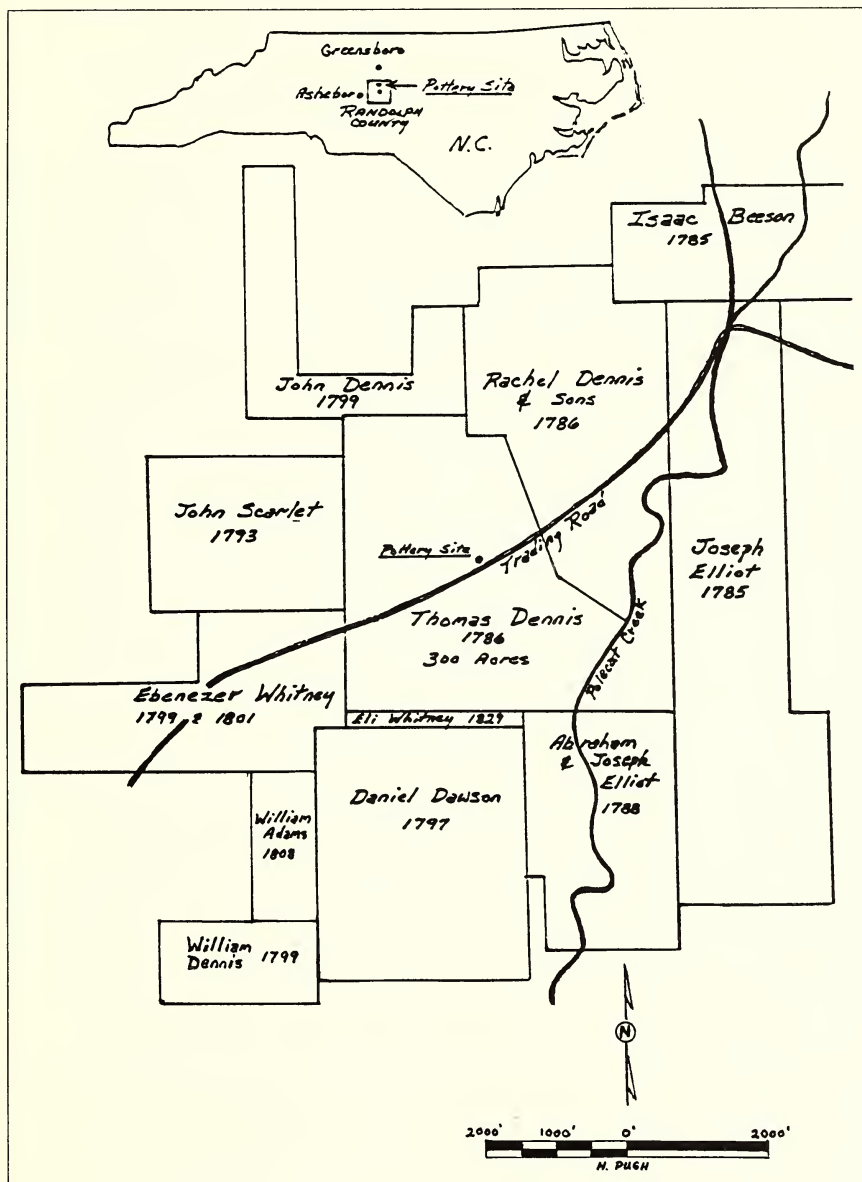 Greensboro
Pottery Site
Asheboro
RANDOLPH
COUNTY
N.C.
Isaac Beeson
1785
John Dennis
1799
Rachel Dennis
& Sons
1786
John Scarlet
1793
Pottery Site
Trading Road
Joseph
Elliot
1785
Thomas Dennis
1786
300 Acres
Polecat Creek
Ebenezer Whitney
1799 & 1801
Eli Whitney 1829
Abraham
& Joseph
Elliot
1788
Daniel Dawson
1797
William
Adams
1808
William
Dennis 1799
N
2000' 1000' 0' 2000'
H. PUGH